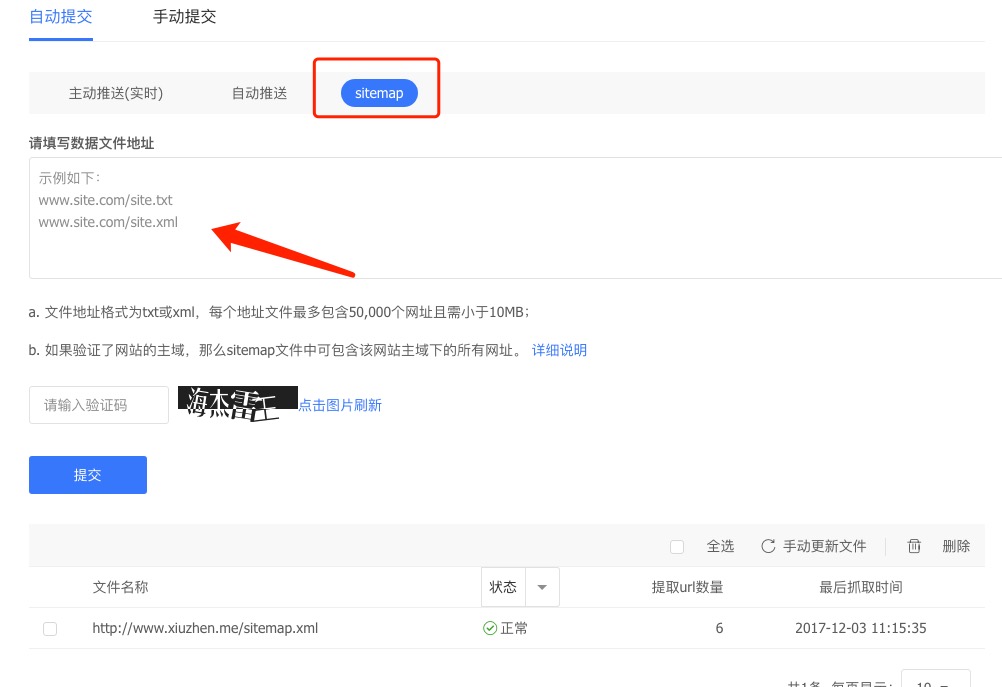 自动提交 手动提交
主动推送(实时) 自动推送 sitemap
请填写数据文件地址
示例如下：
www.site.com/site.txt
www.site.com/site.xml
a. 文件地址格式为txt或xml，每个地址文件最多包含50,000个网址且需小于10MB；
b. 如果验证了网站的主域，那么sitemap文件中可包含该网站主域下的所有网址。 详细说明
请输入验证码 点击图片刷新
提交
全选 手动更新文件 删除
文件名称 状态 提取url数量 最后抓取时间
http://www.xiuzhen.me/sitemap.xml 正常 6 2017-12-03 11:15:35
共1条 每页显示： 10